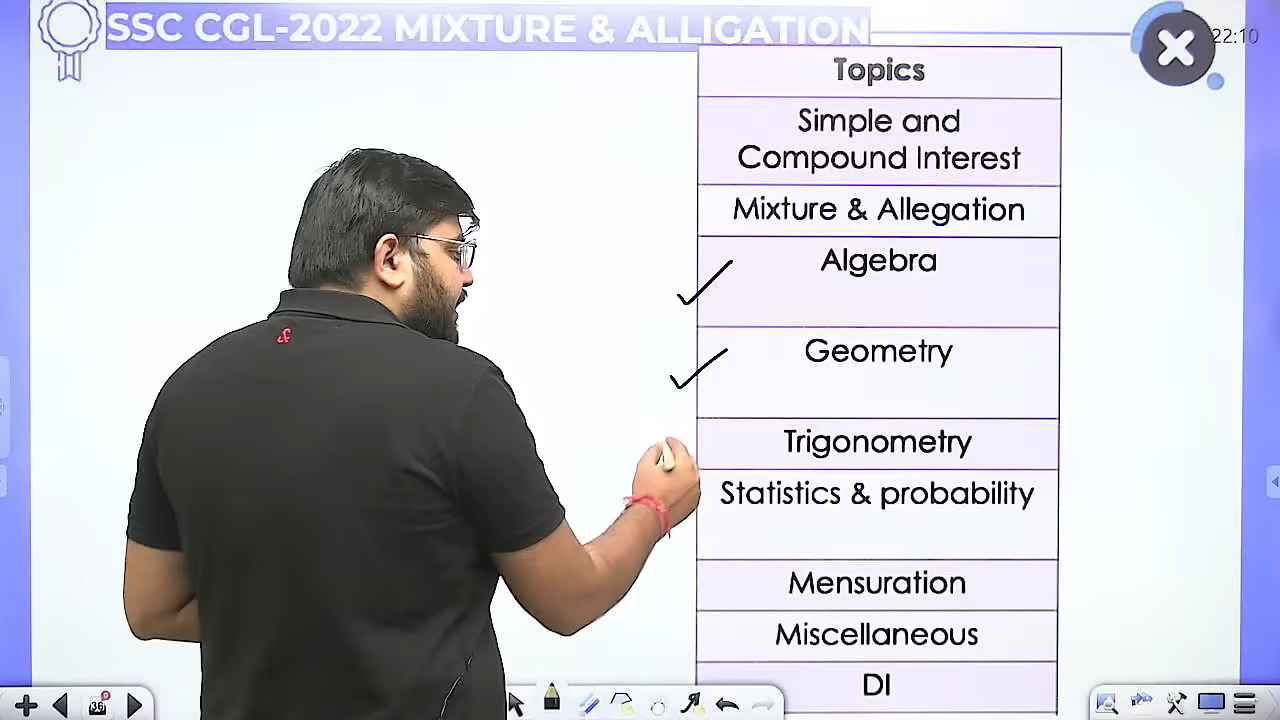 SSC CGL-2022 MIXTURE & ALLIGATION
22:10
Topics
Simple and
Compound Interest
Mixture & Allegation
Algebra
Geometry
Trigonometry
Statistics & probability
Mensuration
Miscellaneous
DI
36